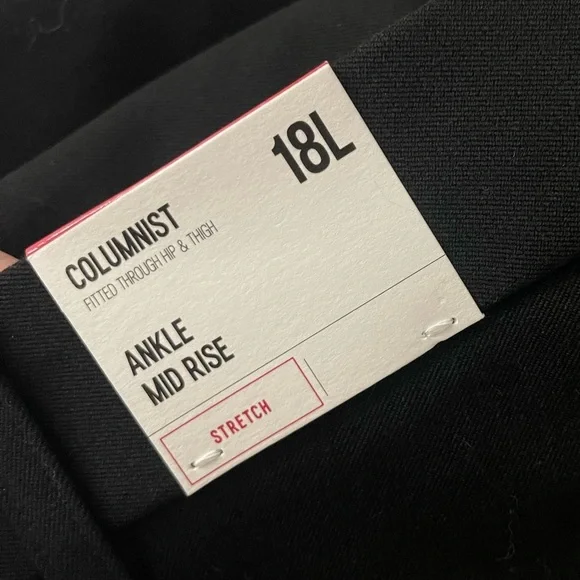 18L
COLUMNIST
FITTED THROUGH HIP & THIGH
ANKLE
MID RISE
STRETCH